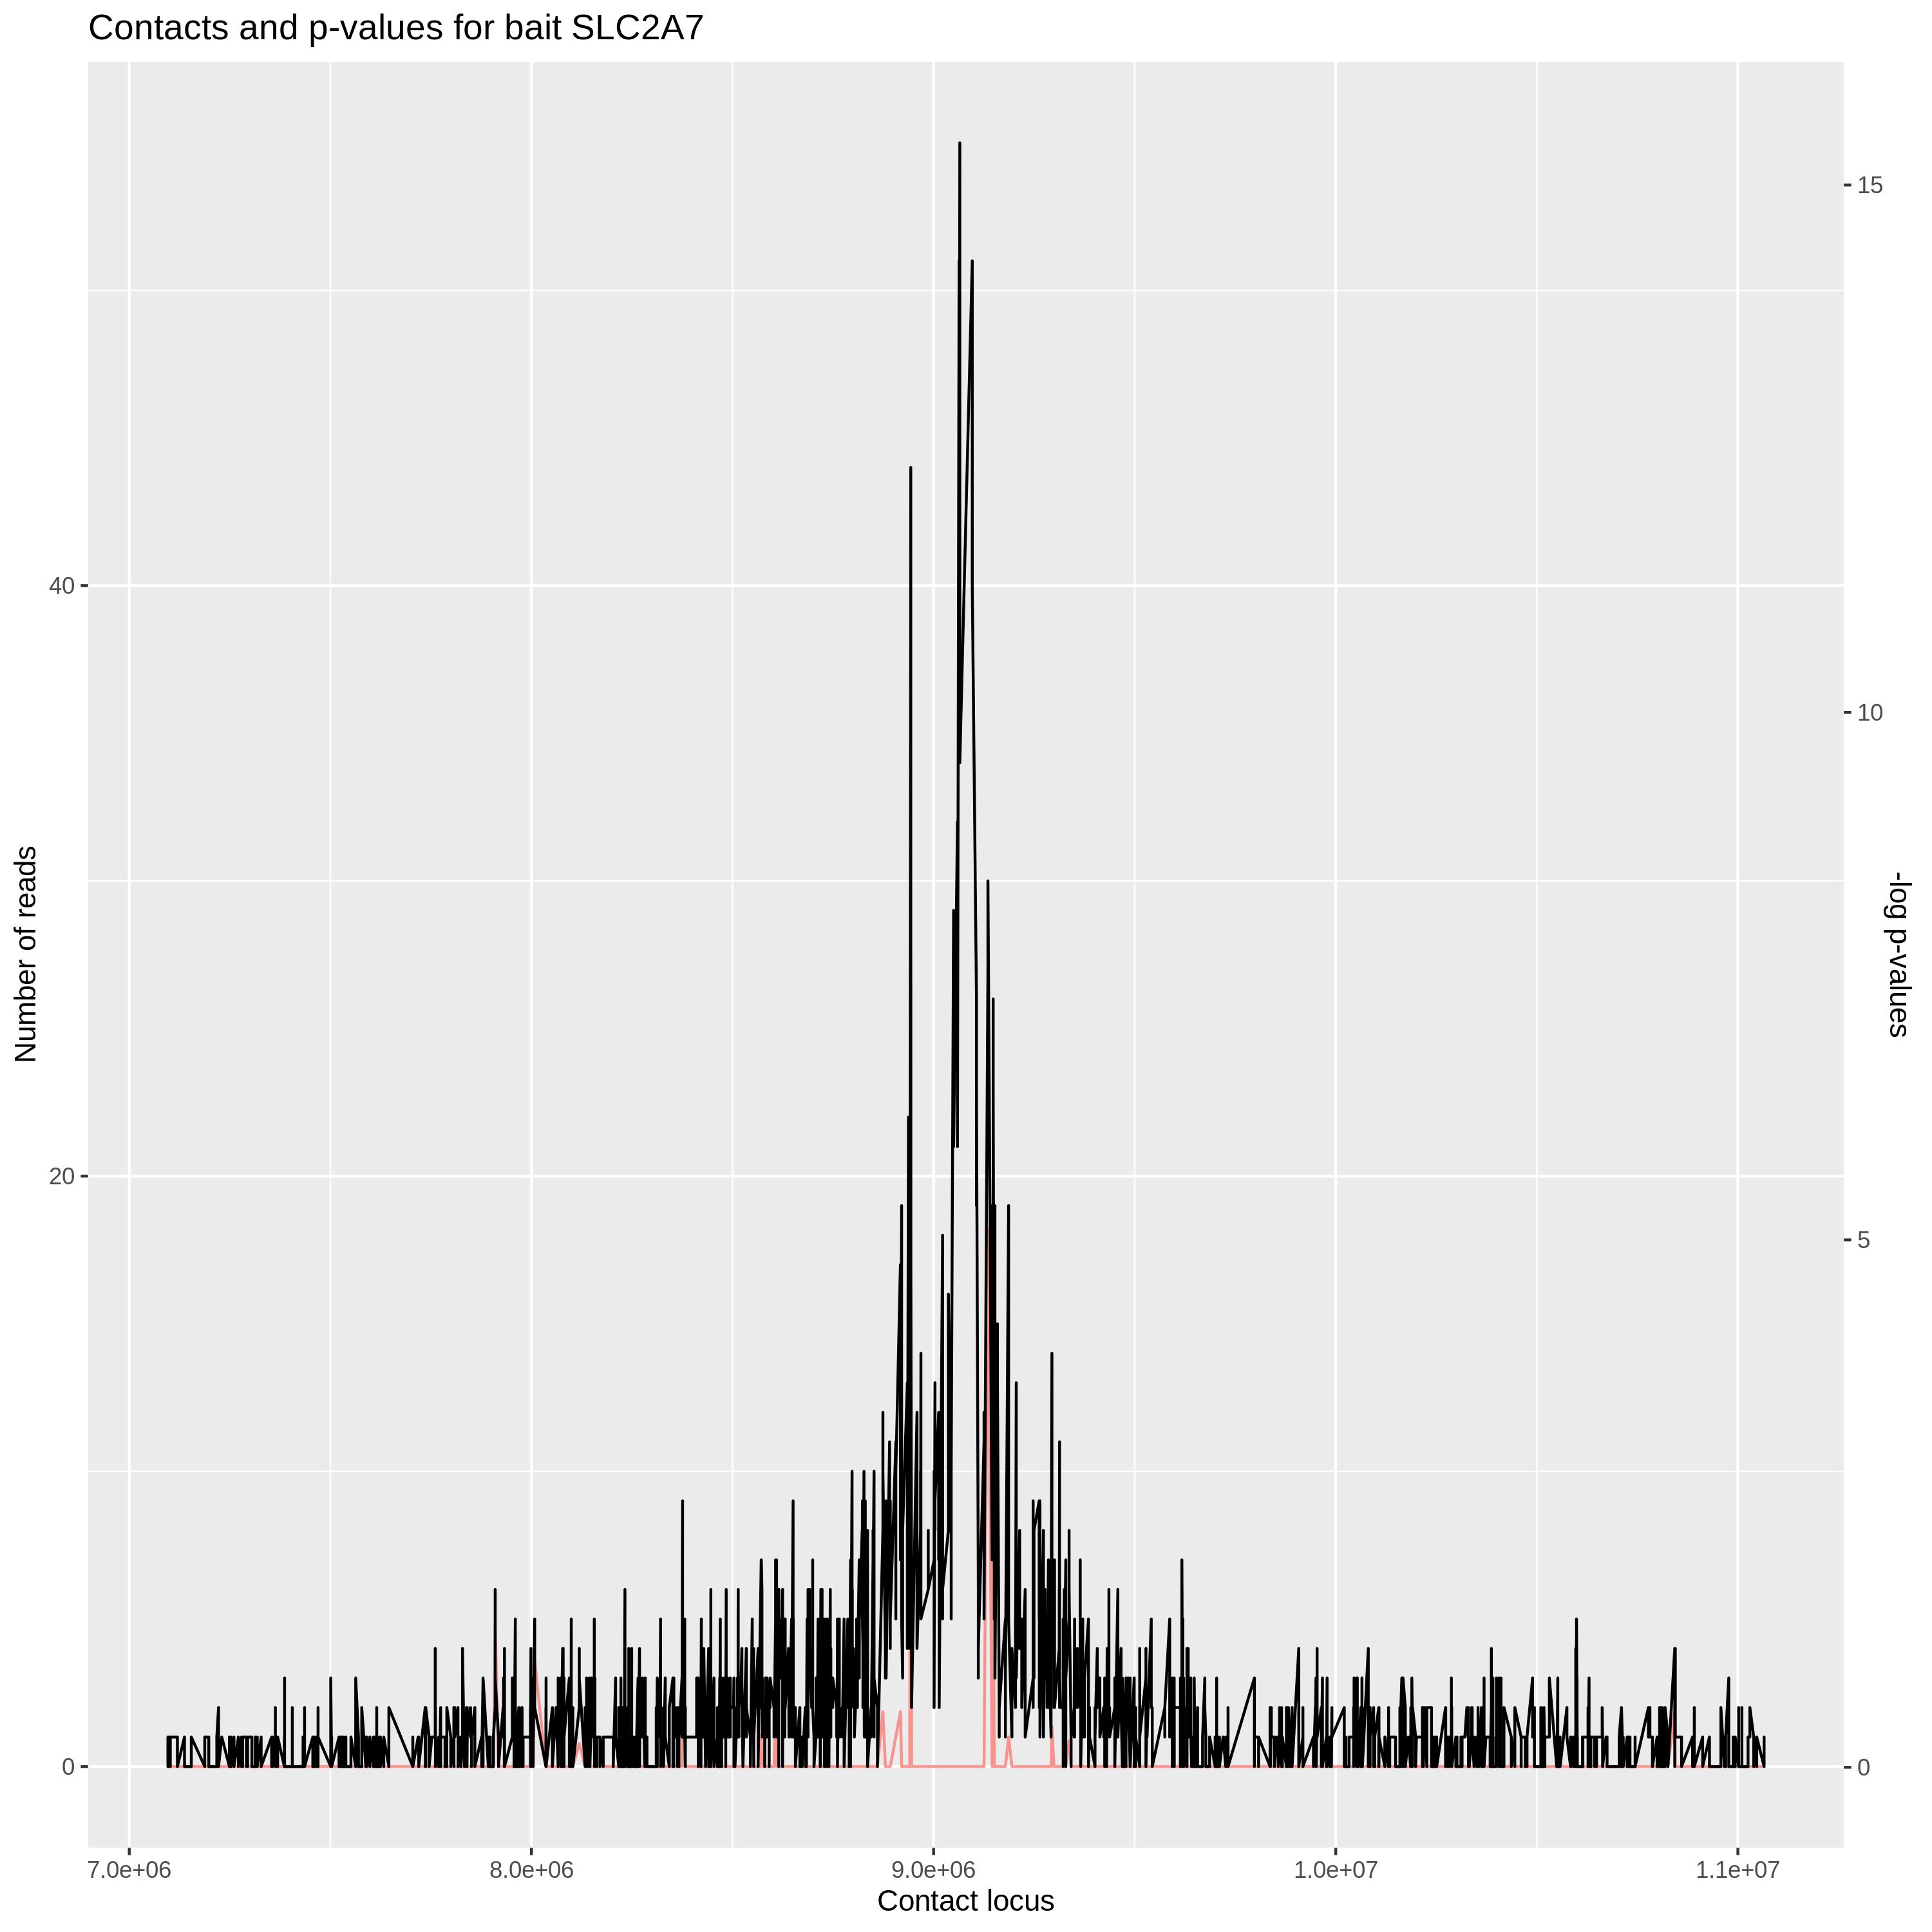 Contacts and p-values for bait SLC2A7
40
20
0
15
10
5
0
Number of reads
-log p-values
7.0e+06
8.0e+06
9.0e+06
1.0e+07
1.1e+07
Contact locus